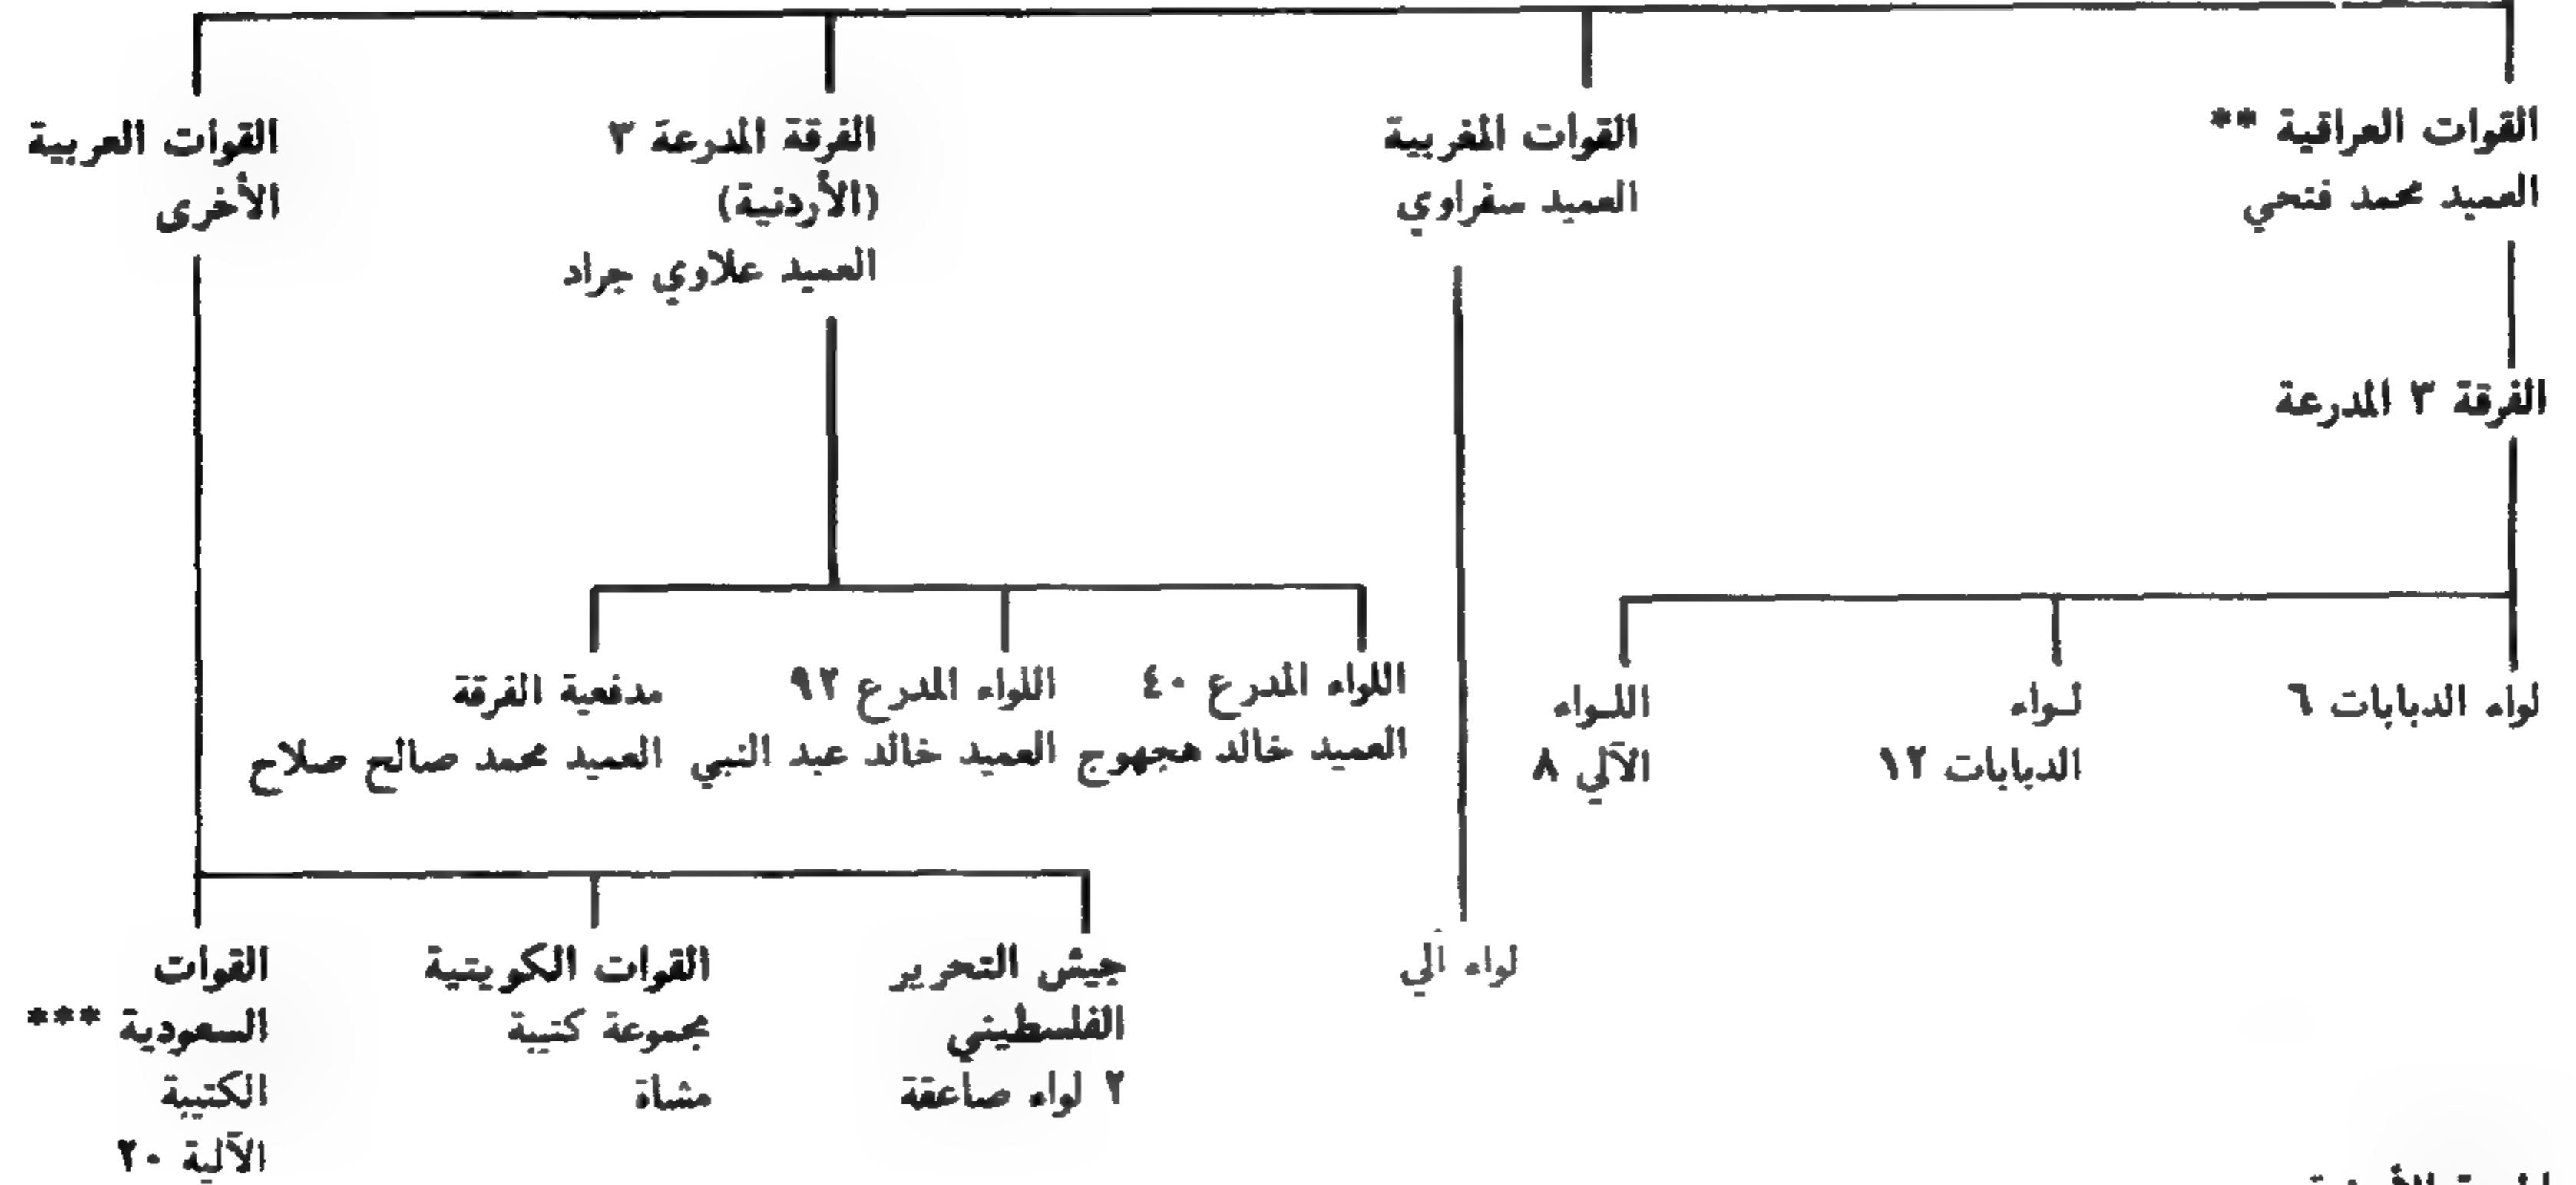 القوات العراقية **
العميد محمد فتحي
القوات المغربية
العميد سفراوي
الفرقة المدرعة ٣
(الأردنية)
العميد علاوي جراد
القوات العربية
الأخرى
الفرقة ٣ المدرعة
لواء الدبابات ٦
لـواء
الدبابات ١٢
اللـواء
الآلي ٨
اللواء المدرع ٤٠
العميد خالد هجهوج
اللواء المدرع ٩٢
العميد خالد عبد النبي
مدفعية الفرقة
العميد محمد صالح صلاح
لواء آلي
جيش التحرير
الفلسطيني
٢ لواء صاعقة
القوات الكويتية
مجموعة كتيبة
مشاة
القوات
السعودية ***
الكتيبة
الآلية ٢٠